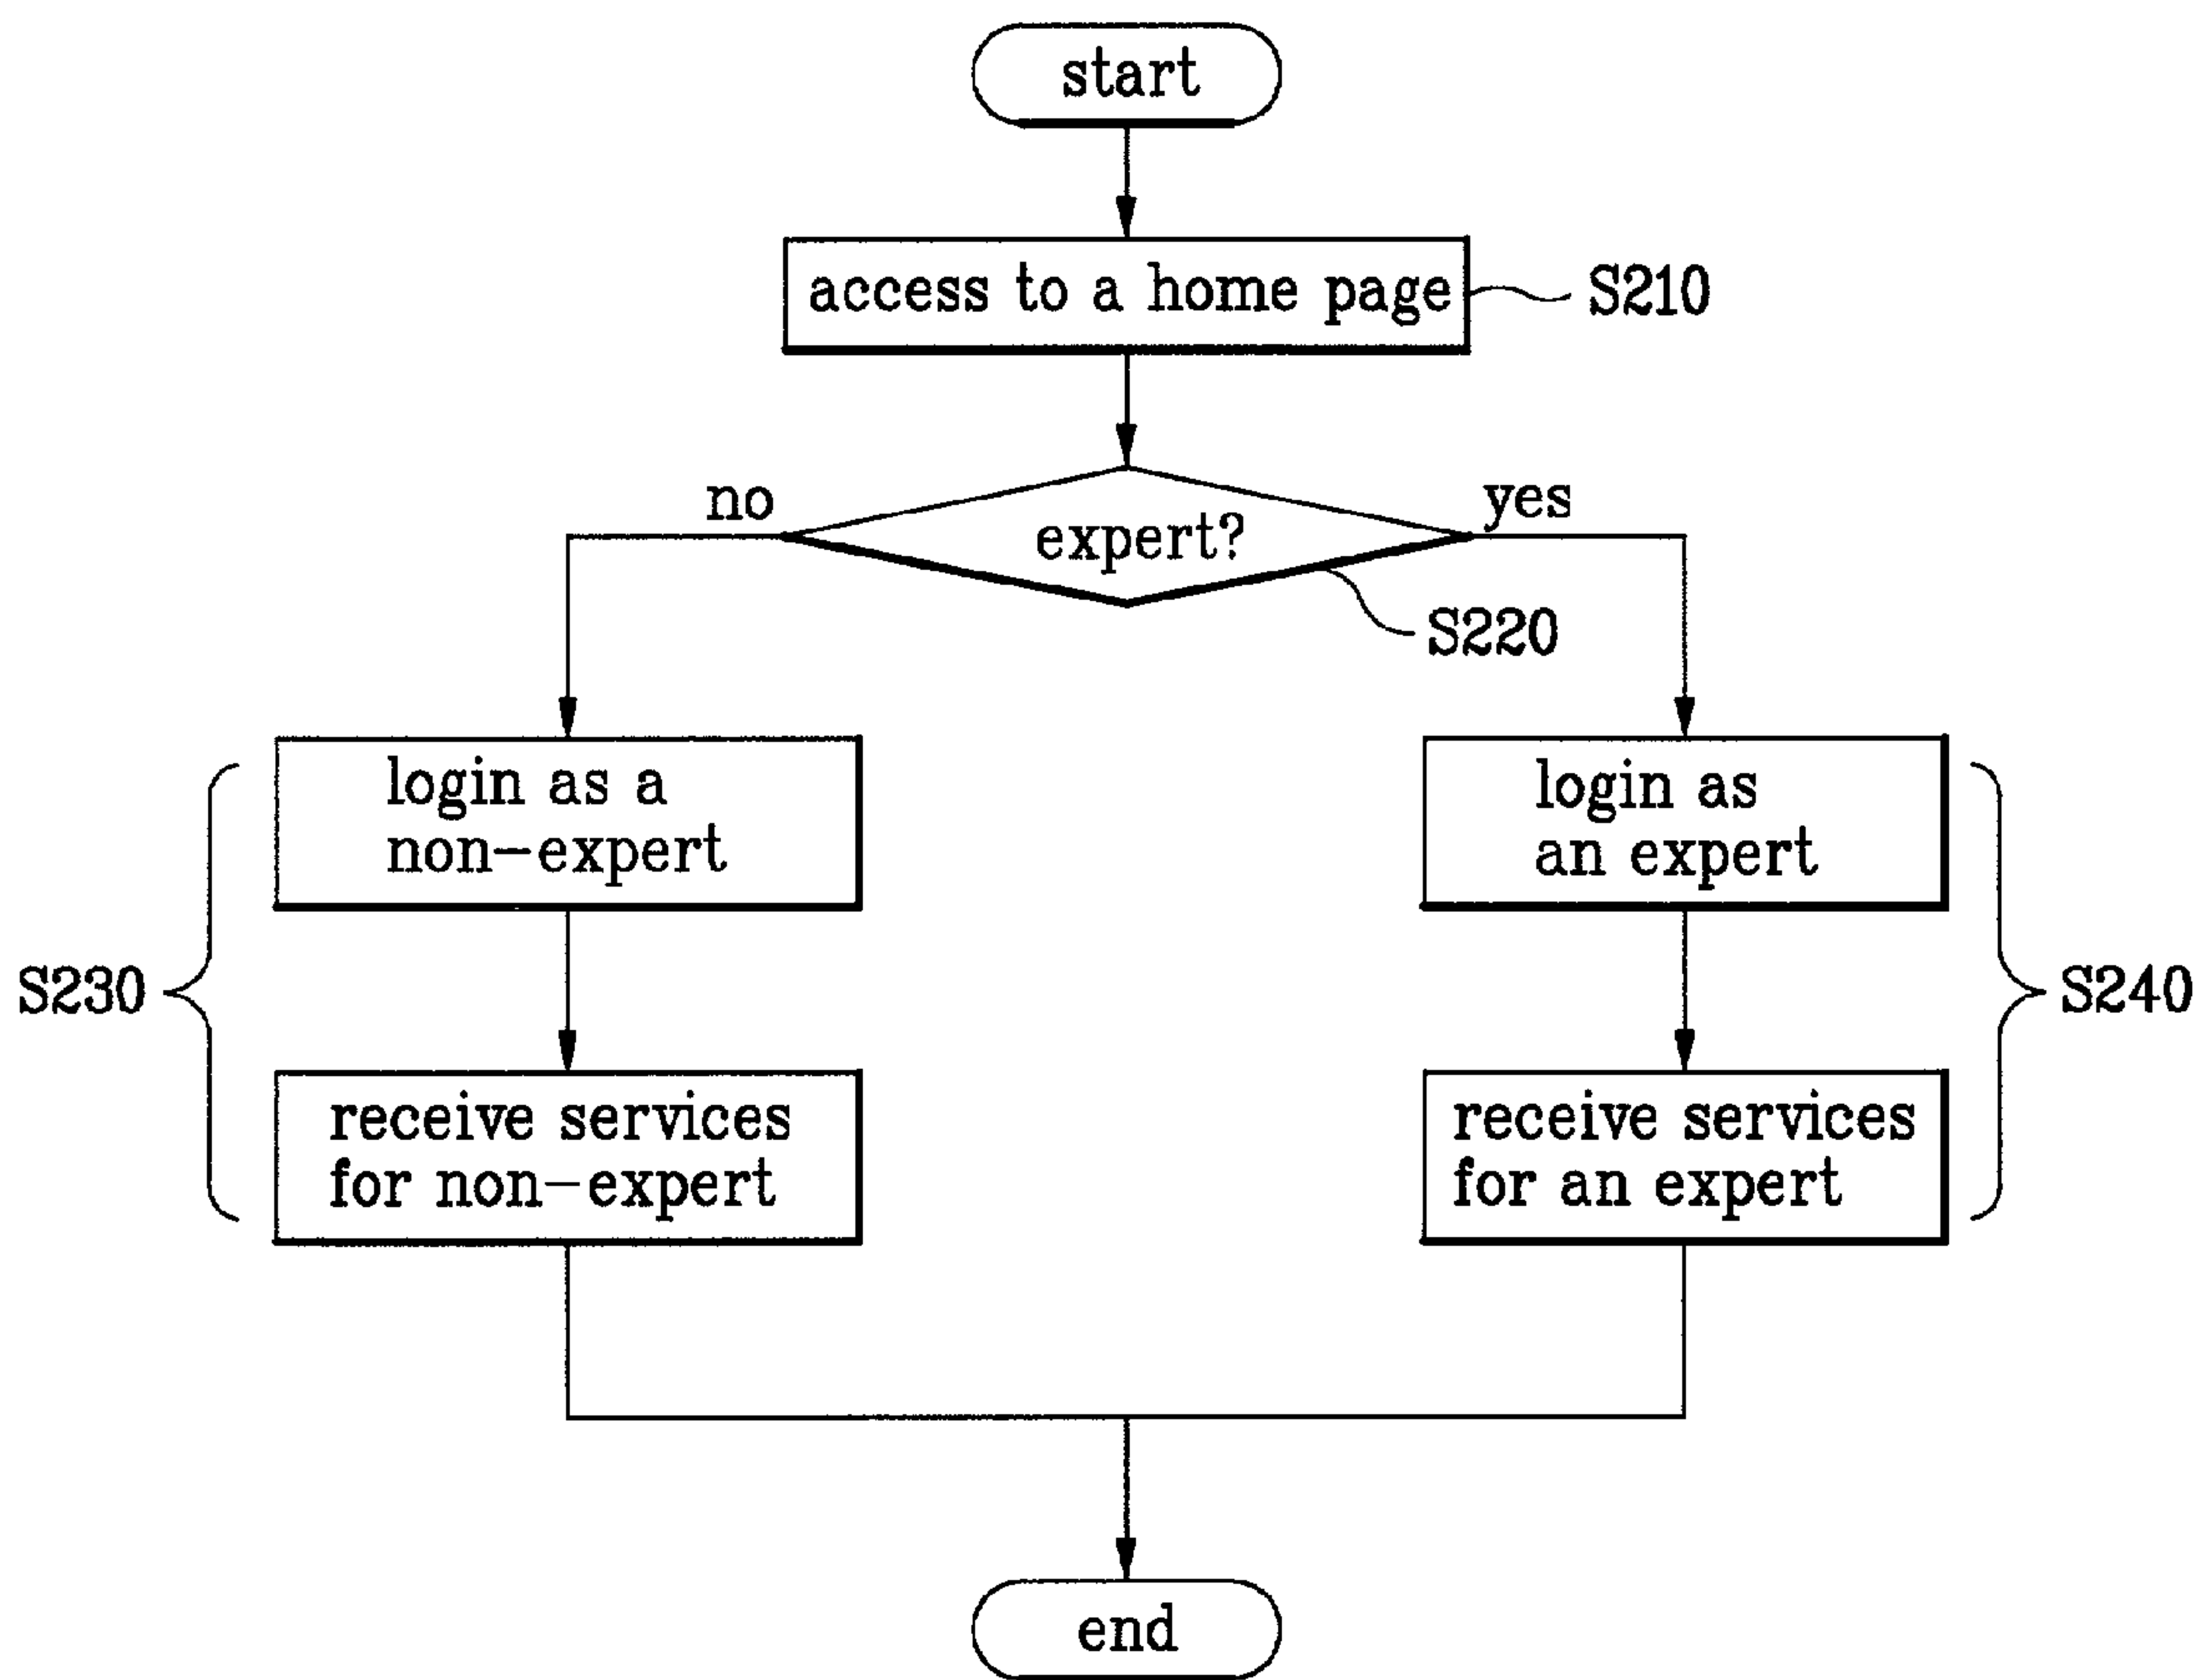 start
access to a home page
S210
no
yes
expert?
S220
login as a
non-expert
login as
an expert
S230
S240
receive services
for non-expert
receive services
for an expert
end